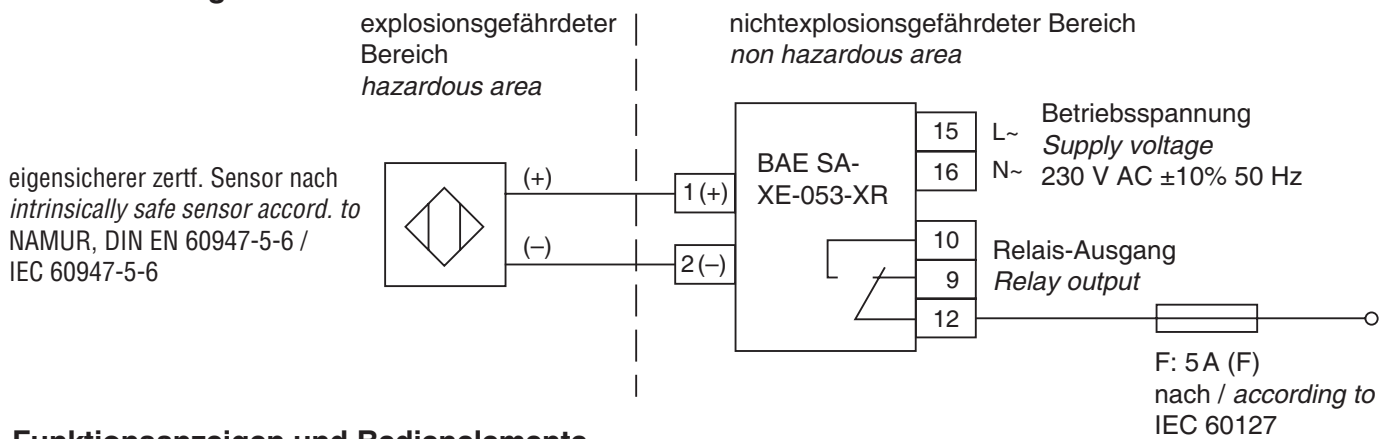 explosionsgefährdeter
Bereich
hazardous area
nichtexplosionsgefährdeter Bereich
non hazardous area
eigensicherer zertf. Sensor nach
intrinsically safe sensor accord. to
NAMUR, DIN EN 60947-5-6 /
IEC 60947-5-6
(+)
(–)
1 (+)
2 (–)
BAE SA-
XE-053-XR
15
16
10
9
12
L~
N~
Betriebsspannung
Supply voltage
230 V AC ±10% 50 Hz
Relais-Ausgang
Relay output
F: 5 A (F)
nach / according to
IEC 60127